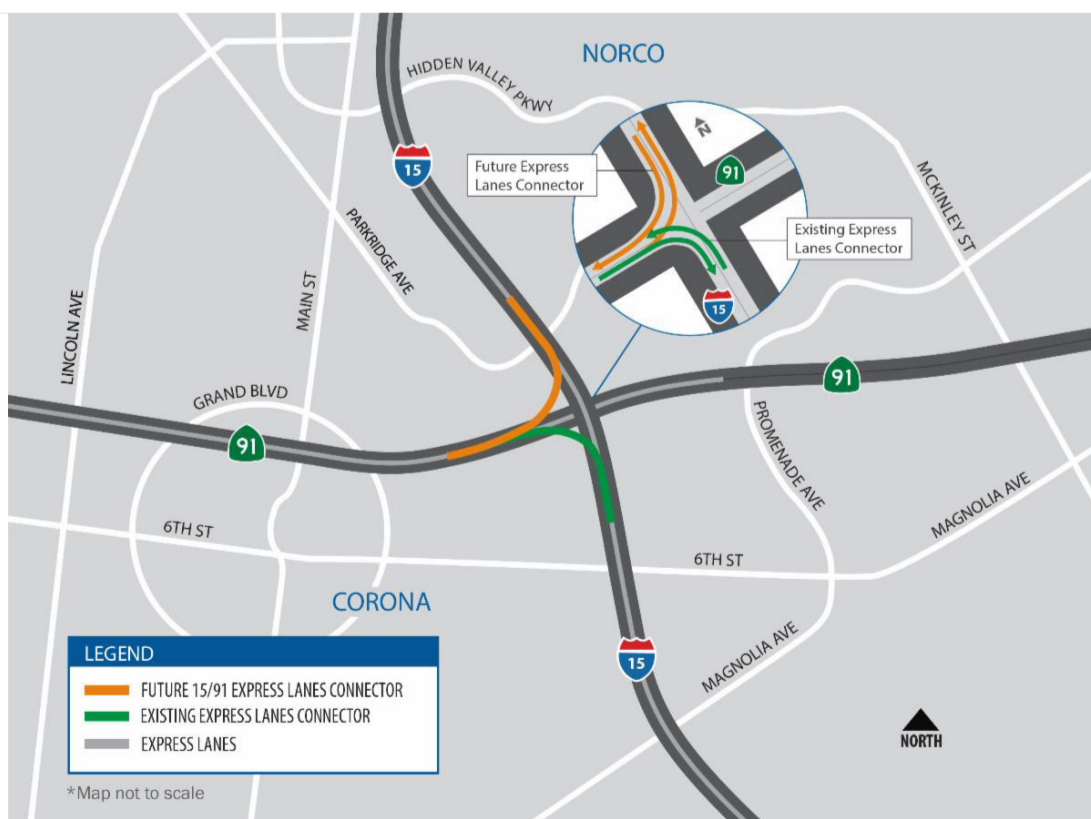 NORCO
HIDDEN VALLEY PKWY
N
91
Future Express
Lanes Connector
15
MCKINLEY ST
PARKRIDGE AVE
Existing Express
Lanes Connector
15
MAIN ST
LINCOLN AVE
GRAND BLVD
91
91
PROMENADE AVE
MAGNOLIA AVE
6TH ST
6TH ST
CORONA
15
MAGNOLIA AVE
LEGEND
FUTURE 15/91 EXPRESS LANES CONNECTOR
EXISTING EXPRESS LANES CONNECTOR
EXPRESS LANES
NORTH
*Map not to scale